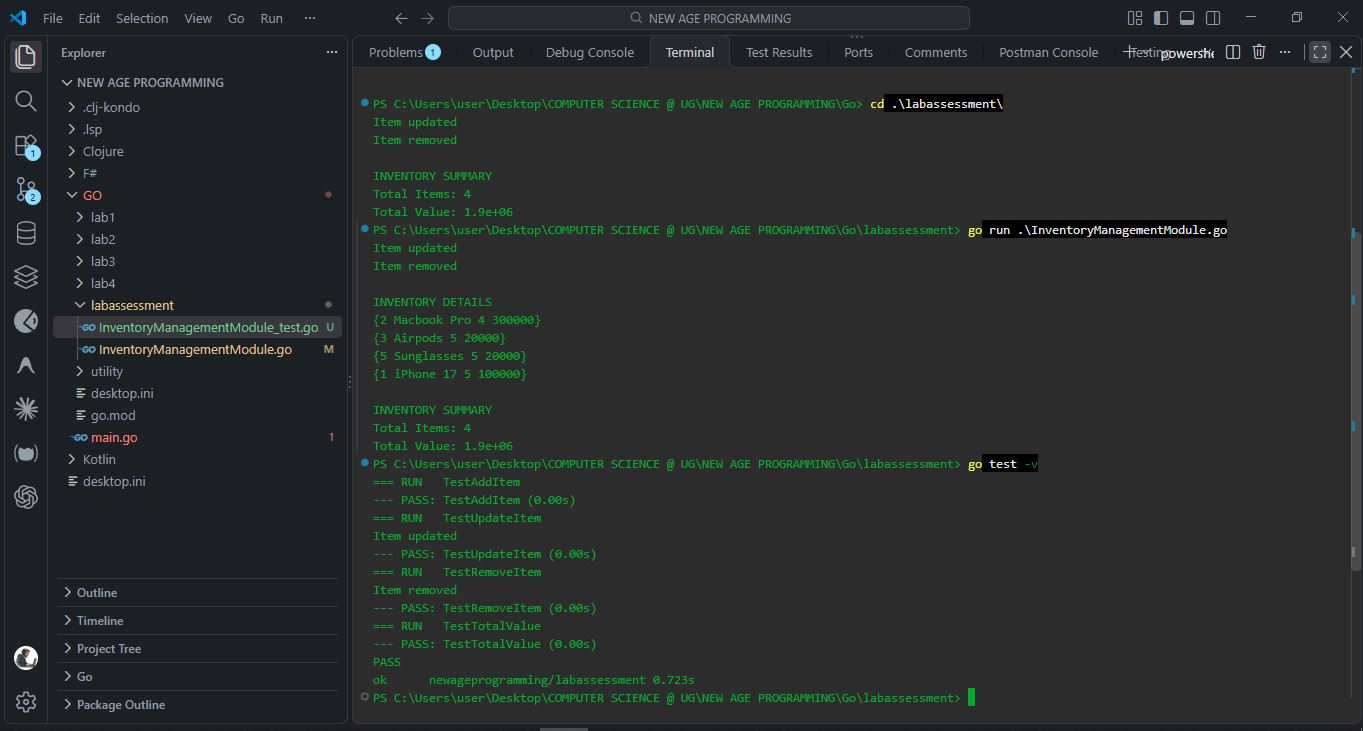 File Edit Selection View Go Run ··· NEW AGE PROGRAMMING
Explorer ···
NEW AGE PROGRAMMING
.clj-kondo
.lsp
Clojure
F#
GO
lab1
lab2
lab3
lab4
labassessment
GO InventoryManagementModule_test.go U
GO InventoryManagementModule.go M
utility
desktop.ini
go.mod
GO main.go 1
Kotlin
desktop.ini
Outline
Timeline
Project Tree
Go
Package Outline
1
2
Problems 1 Output Debug Console Terminal Test Results Ports Comments Postman Console Testing powershe ···
PS C:\Users\user\Desktop\COMPUTER SCIENCE @ UG\NEW AGE PROGRAMMING\Go> cd .\labassessment\
Item updated
Item removed
INVENTORY SUMMARY
Total Items: 4
Total Value: 1.9e+06
PS C:\Users\user\Desktop\COMPUTER SCIENCE @ UG\NEW AGE PROGRAMMING\Go\labassessment> go run .\InventoryManagementModule.go
Item updated
Item removed
INVENTORY DETAILS
{2 Macbook Pro 4 300000}
{3 Airpods 5 20000}
{5 Sunglasses 5 20000}
{1 iPhone 17 5 100000}
INVENTORY SUMMARY
Total Items: 4
Total Value: 1.9e+06
PS C:\Users\user\Desktop\COMPUTER SCIENCE @ UG\NEW AGE PROGRAMMING\Go\labassessment> go test -v
=== RUN   TestAddItem
--- PASS: TestAddItem (0.00s)
=== RUN   TestUpdateItem
Item updated
--- PASS: TestUpdateItem (0.00s)
=== RUN   TestRemoveItem
Item removed
--- PASS: TestRemoveItem (0.00s)
=== RUN   TestTotalValue
--- PASS: TestTotalValue (0.00s)
PASS
ok      newageprogramming/labassessment 0.723s
PS C:\Users\user\Desktop\COMPUTER SCIENCE @ UG\NEW AGE PROGRAMMING\Go\labassessment>